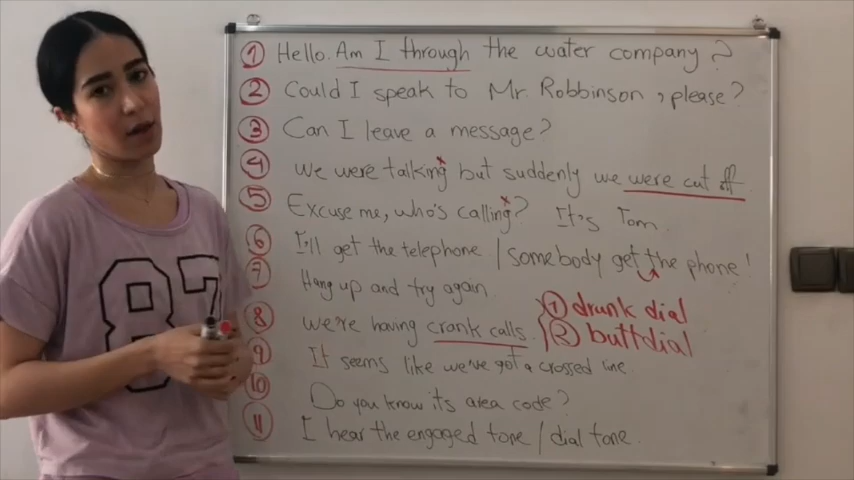 1 Hello. Am I through the water company?
2 Could I speak to Mr. Robbinson, please?
3 Can I leave a message?
4 We were talking but suddenly we were cut off.
5 Excuse me, who's calling? It's Tom.
6 I'll get the telephone / somebody get the phone!
7 Hang up and try again.
8 We're having crank calls.
1 drunk dial
2 butt dial
9 It seems like we've got a crossed line.
10 Do you know its area code?
11 I hear the engaged tone / dial tone.
87